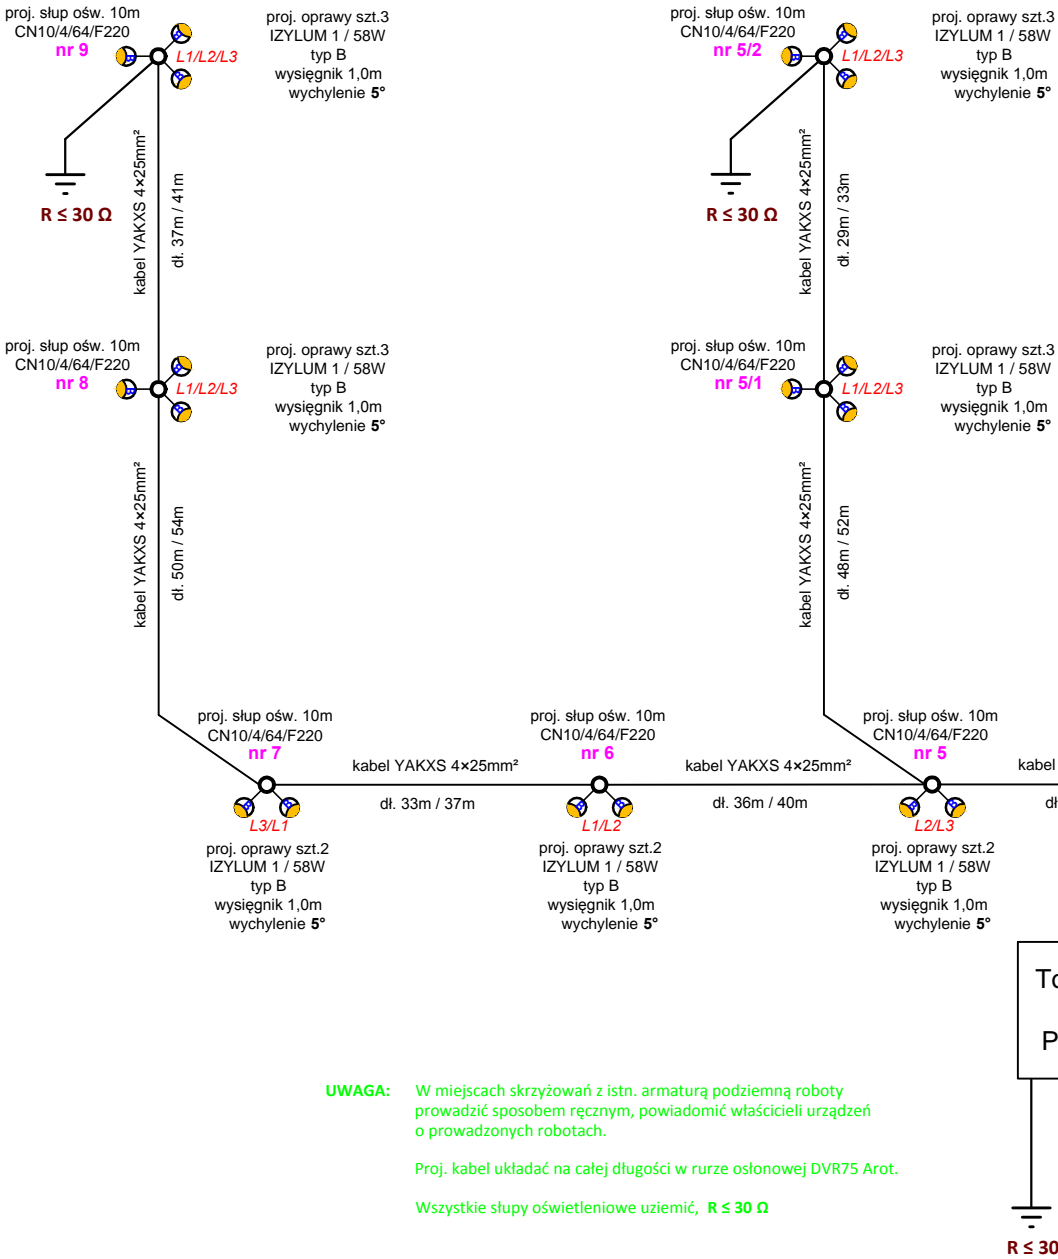 proj. słup ośw. 10m
CN10/4/64/F220
nr 9
L1/L2/L3
proj. oprawy szt.3
IZYLUM 1 / 58W
typ B
wysięgnik 1,0m
wychylenie 5°
R ≤ 30 Ω
kabel YAKXS 4×25mm²
dł. 37m / 41m
proj. słup ośw. 10m
CN10/4/64/F220
nr 5/2
L1/L2/L3
proj. oprawy szt.3
IZYLUM 1 / 58W
typ B
wysięgnik 1,0m
wychylenie 5°
R ≤ 30 Ω
kabel YAKXS 4×25mm²
dł. 29m / 33m
proj. słup ośw. 10m
CN10/4/64/F220
nr 8
L1/L2/L3
proj. oprawy szt.3
IZYLUM 1 / 58W
typ B
wysięgnik 1,0m
wychylenie 5°
kabel YAKXS 4×25mm²
dł. 50m / 54m
proj. słup ośw. 10m
CN10/4/64/F220
nr 5/1
L1/L2/L3
proj. oprawy szt.3
IZYLUM 1 / 58W
typ B
wysięgnik 1,0m
wychylenie 5°
kabel YAKXS 4×25mm²
dł. 48m / 52m
proj. słup ośw. 10m
CN10/4/64/F220
nr 7
L3/L1
proj. oprawy szt.2
IZYLUM 1 / 58W
typ B
wysięgnik 1,0m
wychylenie 5°
kabel YAKXS 4×25mm²
dł. 33m / 37m
proj. słup ośw. 10m
CN10/4/64/F220
nr 6
L1/L2
proj. oprawy szt.2
IZYLUM 1 / 58W
typ B
wysięgnik 1,0m
wychylenie 5°
kabel YAKXS 4×25mm²
dł. 36m / 40m
proj. słup ośw. 10m
CN10/4/64/F220
nr 5
L2/L3
proj. oprawy szt.2
IZYLUM 1 / 58W
typ B
wysięgnik 1,0m
wychylenie 5°
kabel
dł
R ≤ 30
UWAGA: W miejscach skrzyżowań z istn. armaturą podziemną roboty
prowadzić sposobem ręcznym, powiadomić właścicieli urządzeń
o prowadzonych robotach.
Proj. kabel układać na całej długości w rurze osłonowej DVR75 Arot.
Wszystkie słupy oświetleniowe uziemić, R ≤ 30 Ω